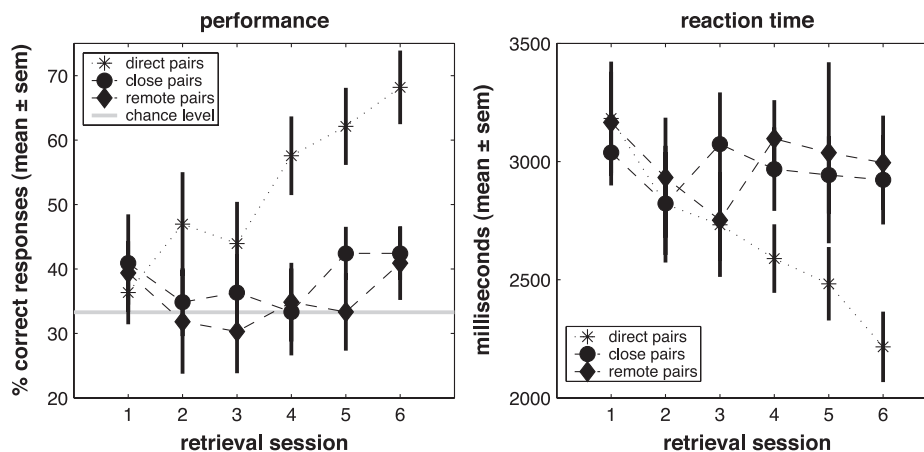 performance
% correct responses (mean ± sem)
70
60
50
40
30
20
direct pairs
close pairs
remote pairs
chance level
1 2 3 4 5 6
retrieval session
reaction time
milliseconds (mean ± sem)
3500
3000
2500
2000
direct pairs
close pairs
remote pairs
1 2 3 4 5 6
retrieval session